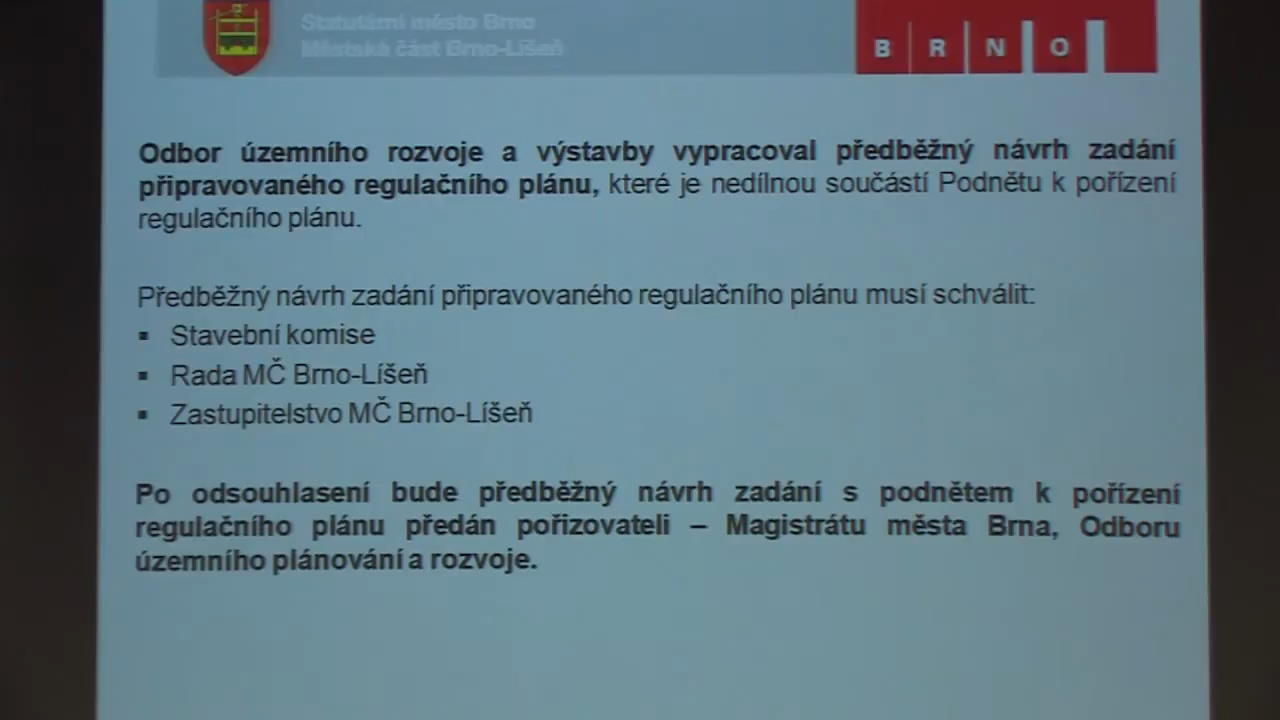 Statutární město Brno
Městská část Brno-Líšeň
BRNO
Odbor územního rozvoje a výstavby vypracoval předběžný návrh zadání
připravovaného regulačního plánu, které je nedílnou součástí Podnětu k pořízení
regulačního plánu.
Předběžný návrh zadání připravovaného regulačního plánu musí schválit:
▪ Stavební komise
▪ Rada MČ Brno-Líšeň
▪ Zastupitelstvo MČ Brno-Líšeň
Po odsouhlasení bude předběžný návrh zadání s podnětem k pořízení
regulačního plánu předán pořizovateli – Magistrátu města Brna, Odboru
územního plánování a rozvoje.